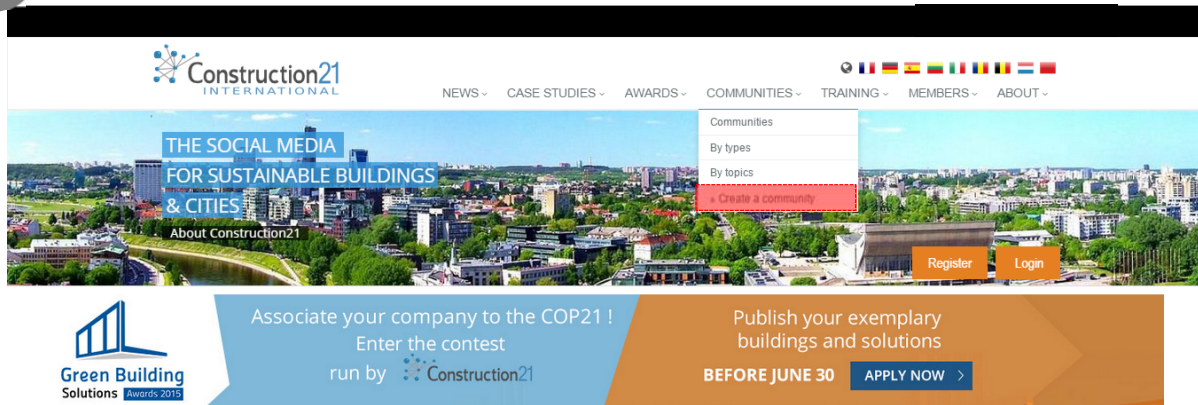 Construction21
INTERNATIONAL
NEWS
CASE STUDIES
AWARDS
COMMUNITIES
TRAINING
MEMBERS
ABOUT
Communities
By types
By topics
Create a community
THE SOCIAL MEDIA
FOR SUSTAINABLE BUILDINGS
& CITIES
About Construction21
Register
Login
Green Building
Solutions Awards 2015
Associate your company to the COP21 !
Enter the contest
run by Construction21
Publish your exemplary
buildings and solutions
BEFORE JUNE 30
APPLY NOW >